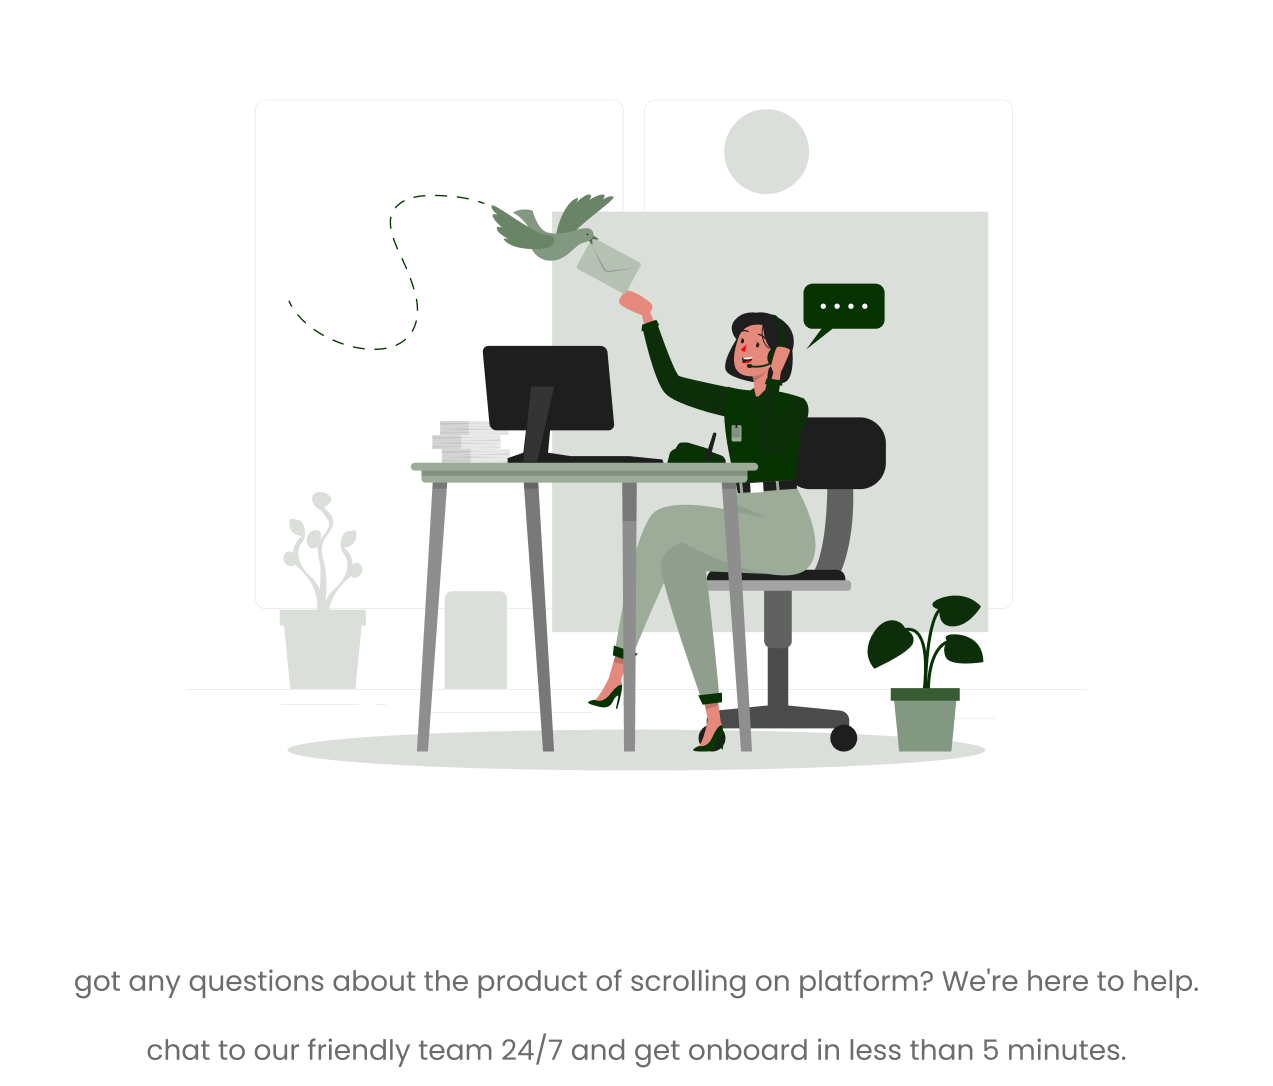 got any questions about the product of scrolling on platform? We're here to help.
chat to our friendly team 24/7 and get onboard in less than 5 minutes.